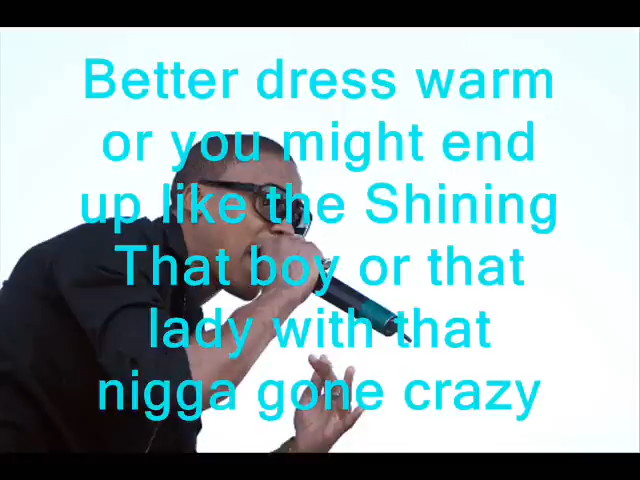 Better dress warm
or you might end
up like the Shining
That boy or that
lady with that
nigga gone crazy